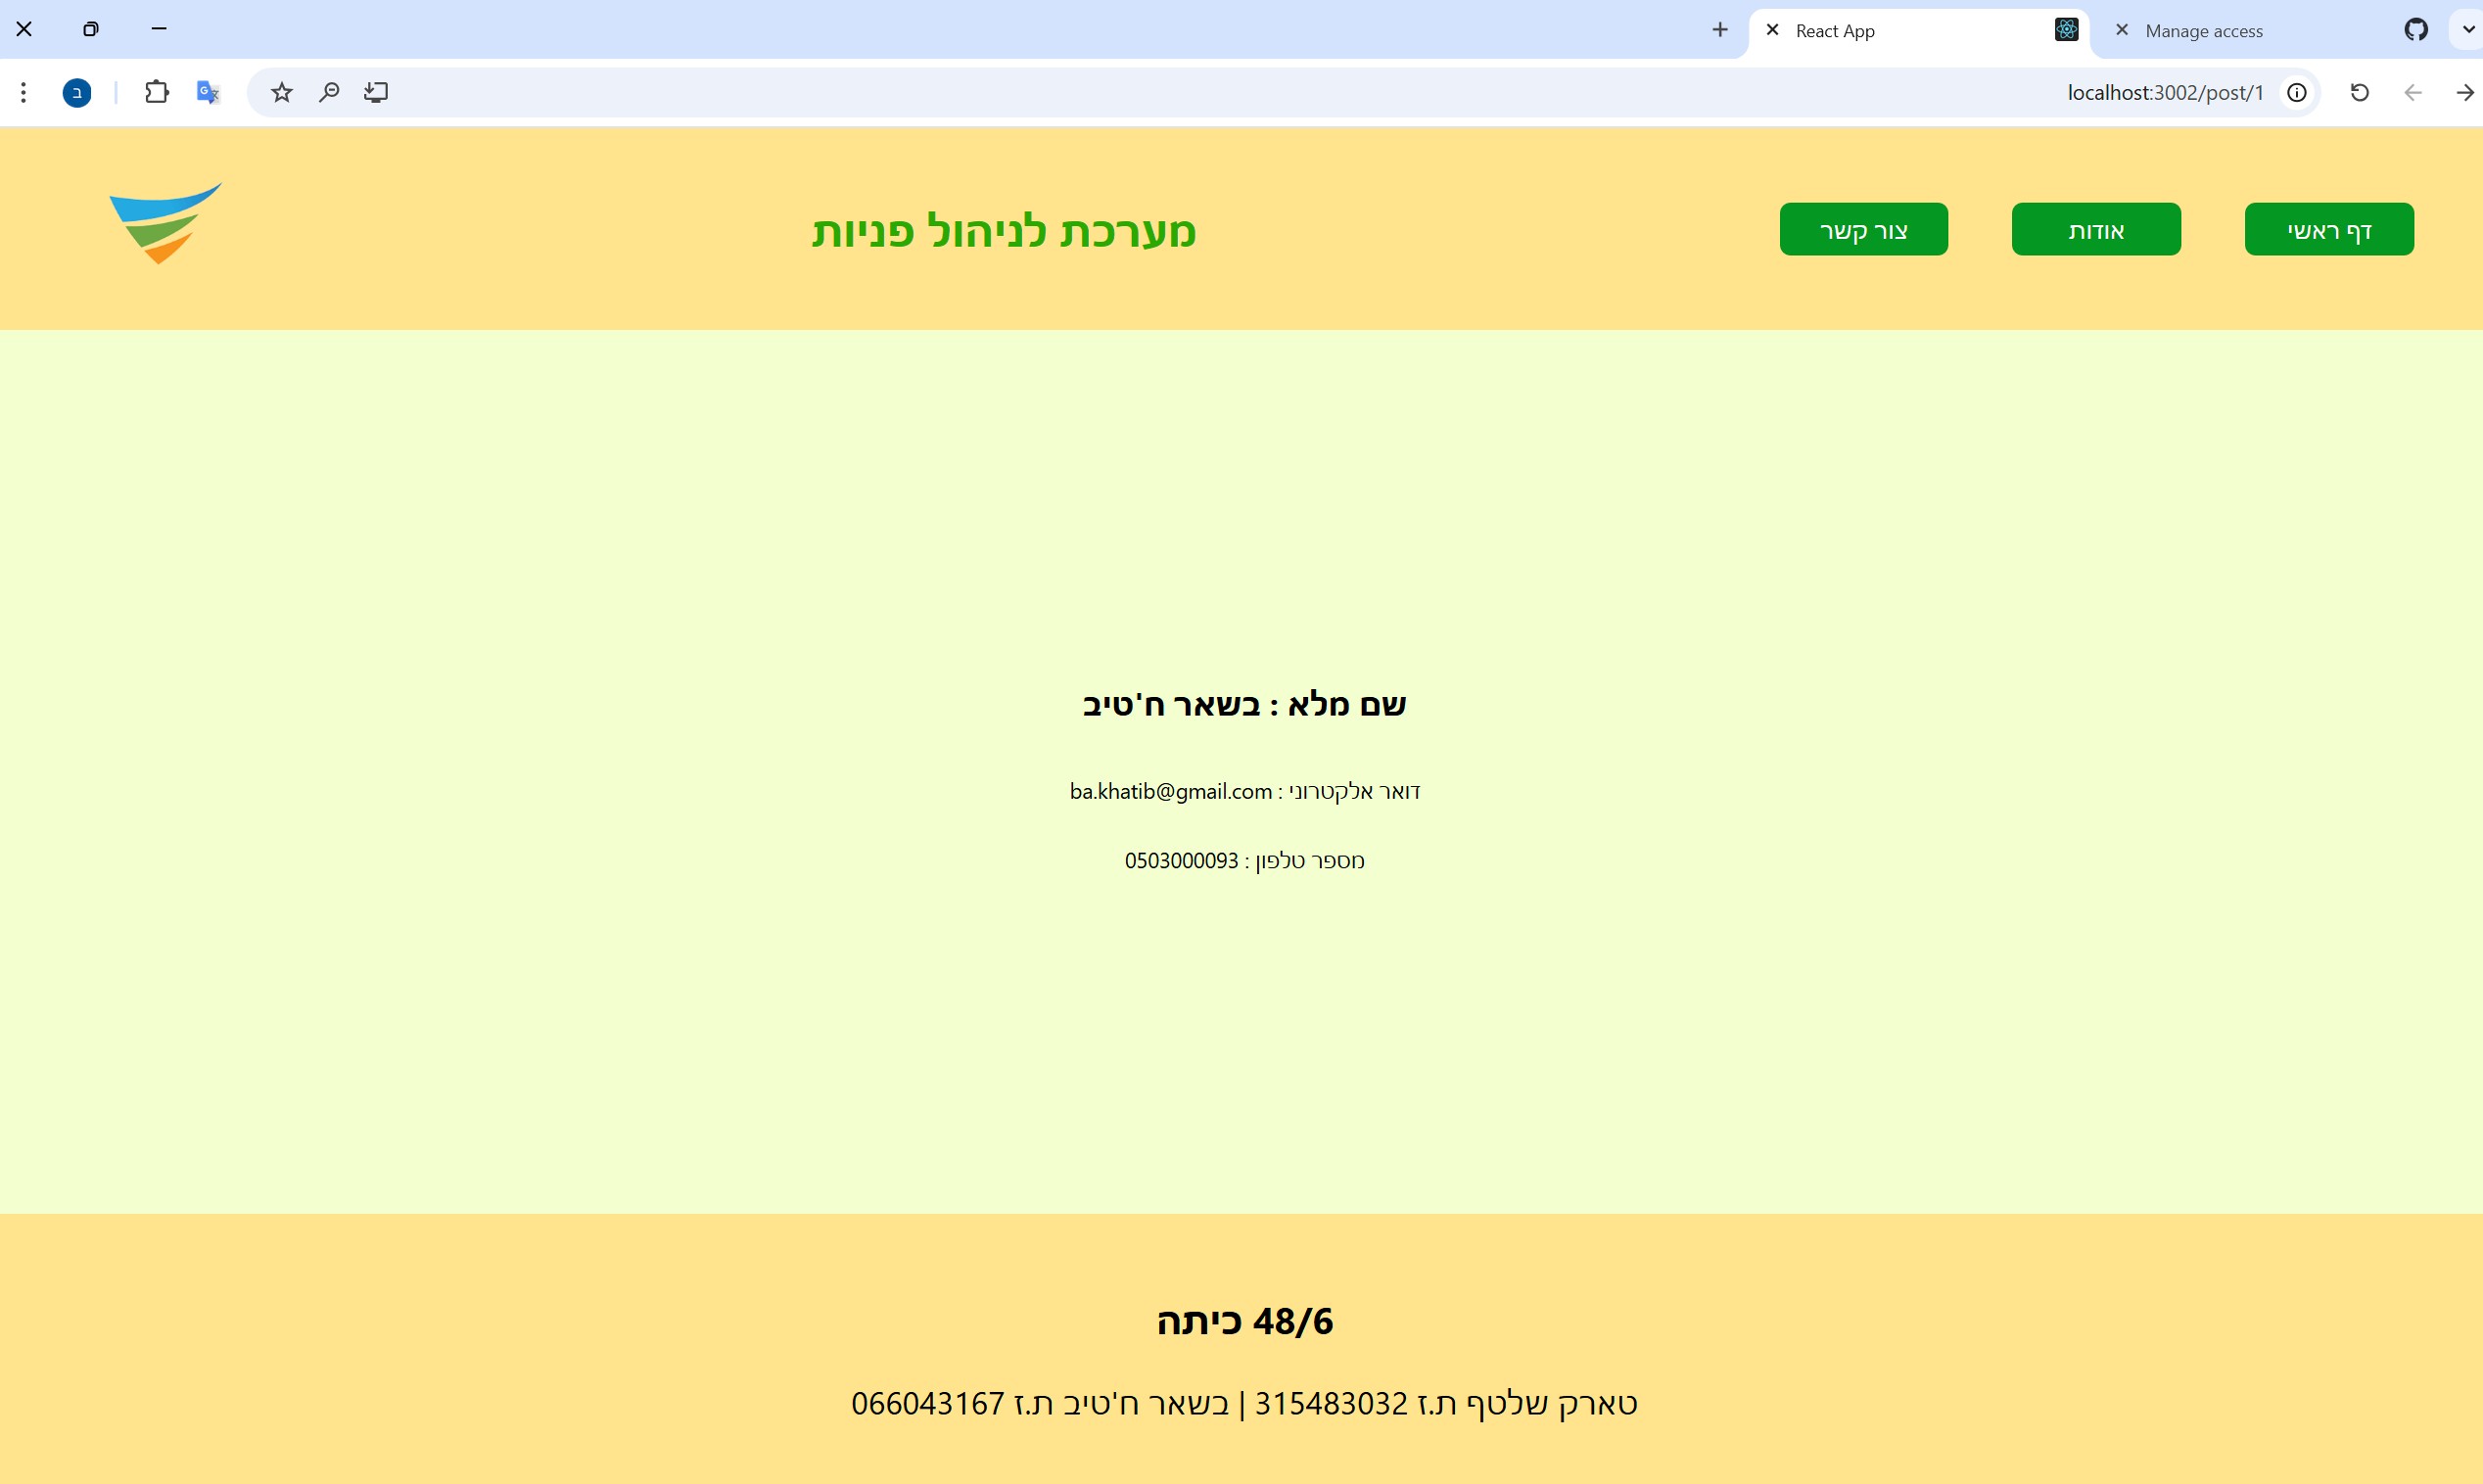 Manage access
React App
localhost:3002/post/1
ב
דף ראשי
אודות
צור קשר
מערכת לניהול פניות
שם מלא : בשאר ח'טיב
דואר אלקטרוני : ba.khatib@gmail.com
מספר טלפון : 0503000093
48/6 כיתה
טארק שלטף ת.ז 315483032 | בשאר ח'טיב ת.ז 066043167